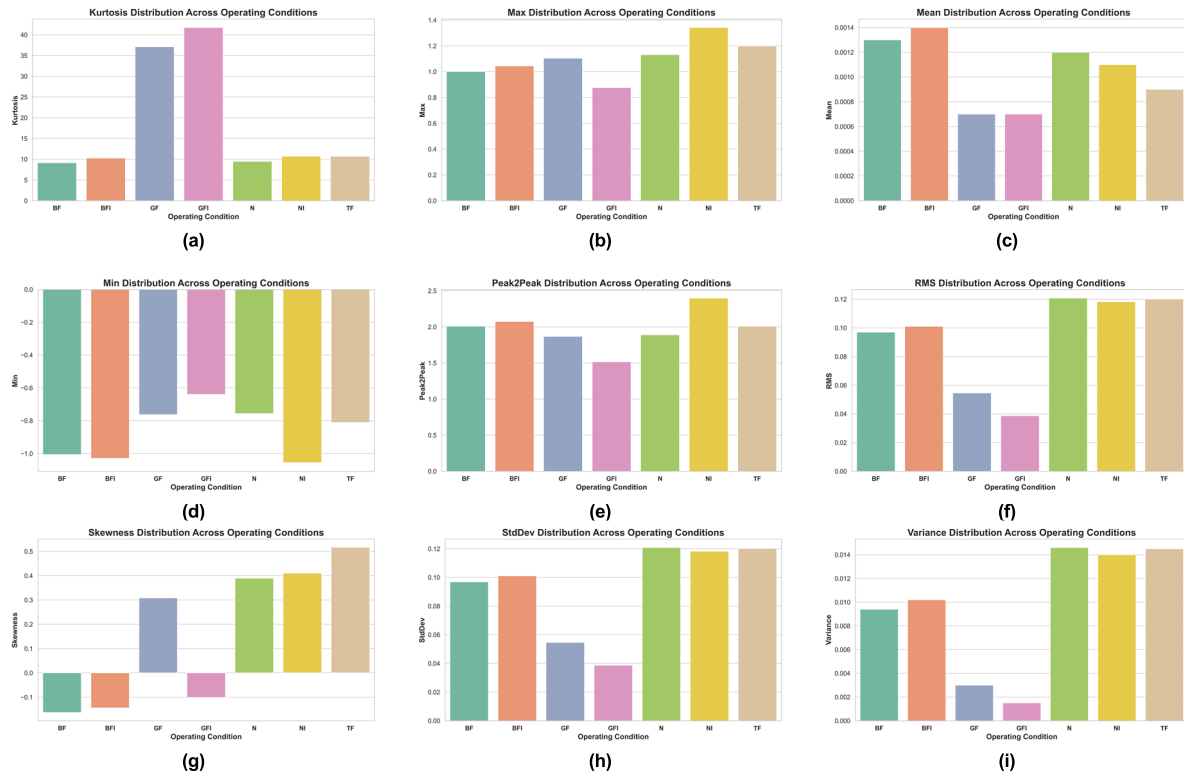 Kurtosis Distribution Across Operating Conditions
Kurtosis
40
35
30
25
20
15
10
5
0
BF BFI GF GFI N NI TF
Operating Condition
(a)
Max Distribution Across Operating Conditions
Max
1.4
1.2
1.0
0.8
0.6
0.4
0.2
0.0
BF BFI GF GFI N NI TF
Operating Condition
(b)
Mean Distribution Across Operating Conditions
Mean
0.0014
0.0012
0.0010
0.0008
0.0006
0.0004
0.0002
0.0000
BF BFI GF GFI N NI TF
Operating Condition
(c)
Min Distribution Across Operating Conditions
Min
0.0
−0.2
−0.4
−0.6
−0.8
−1.0
BF BFI GF GFI N NI TF
Operating Condition
(d)
Peak2Peak Distribution Across Operating Conditions
Peak2Peak
2.5
2.0
1.5
1.0
0.5
0.0
BF BFI GF GFI N NI TF
Operating Condition
(e)
RMS Distribution Across Operating Conditions
RMS
0.12
0.10
0.08
0.06
0.04
0.02
0.00
BF BFI GF GFI N NI TF
Operating Condition
(f)
Skewness Distribution Across Operating Conditions
Skewness
0.5
0.4
0.3
0.2
0.1
0.0
−0.1
BF BFI GF GFI N NI TF
Operating Condition
(g)
StdDev Distribution Across Operating Conditions
StdDev
0.12
0.10
0.08
0.06
0.04
0.02
0.00
BF BFI GF GFI N NI TF
Operating Condition
(h)
Variance Distribution Across Operating Conditions
Variance
0.014
0.012
0.010
0.008
0.006
0.004
0.002
0.000
BF BFI GF GFI N NI TF
Operating Condition
(i)